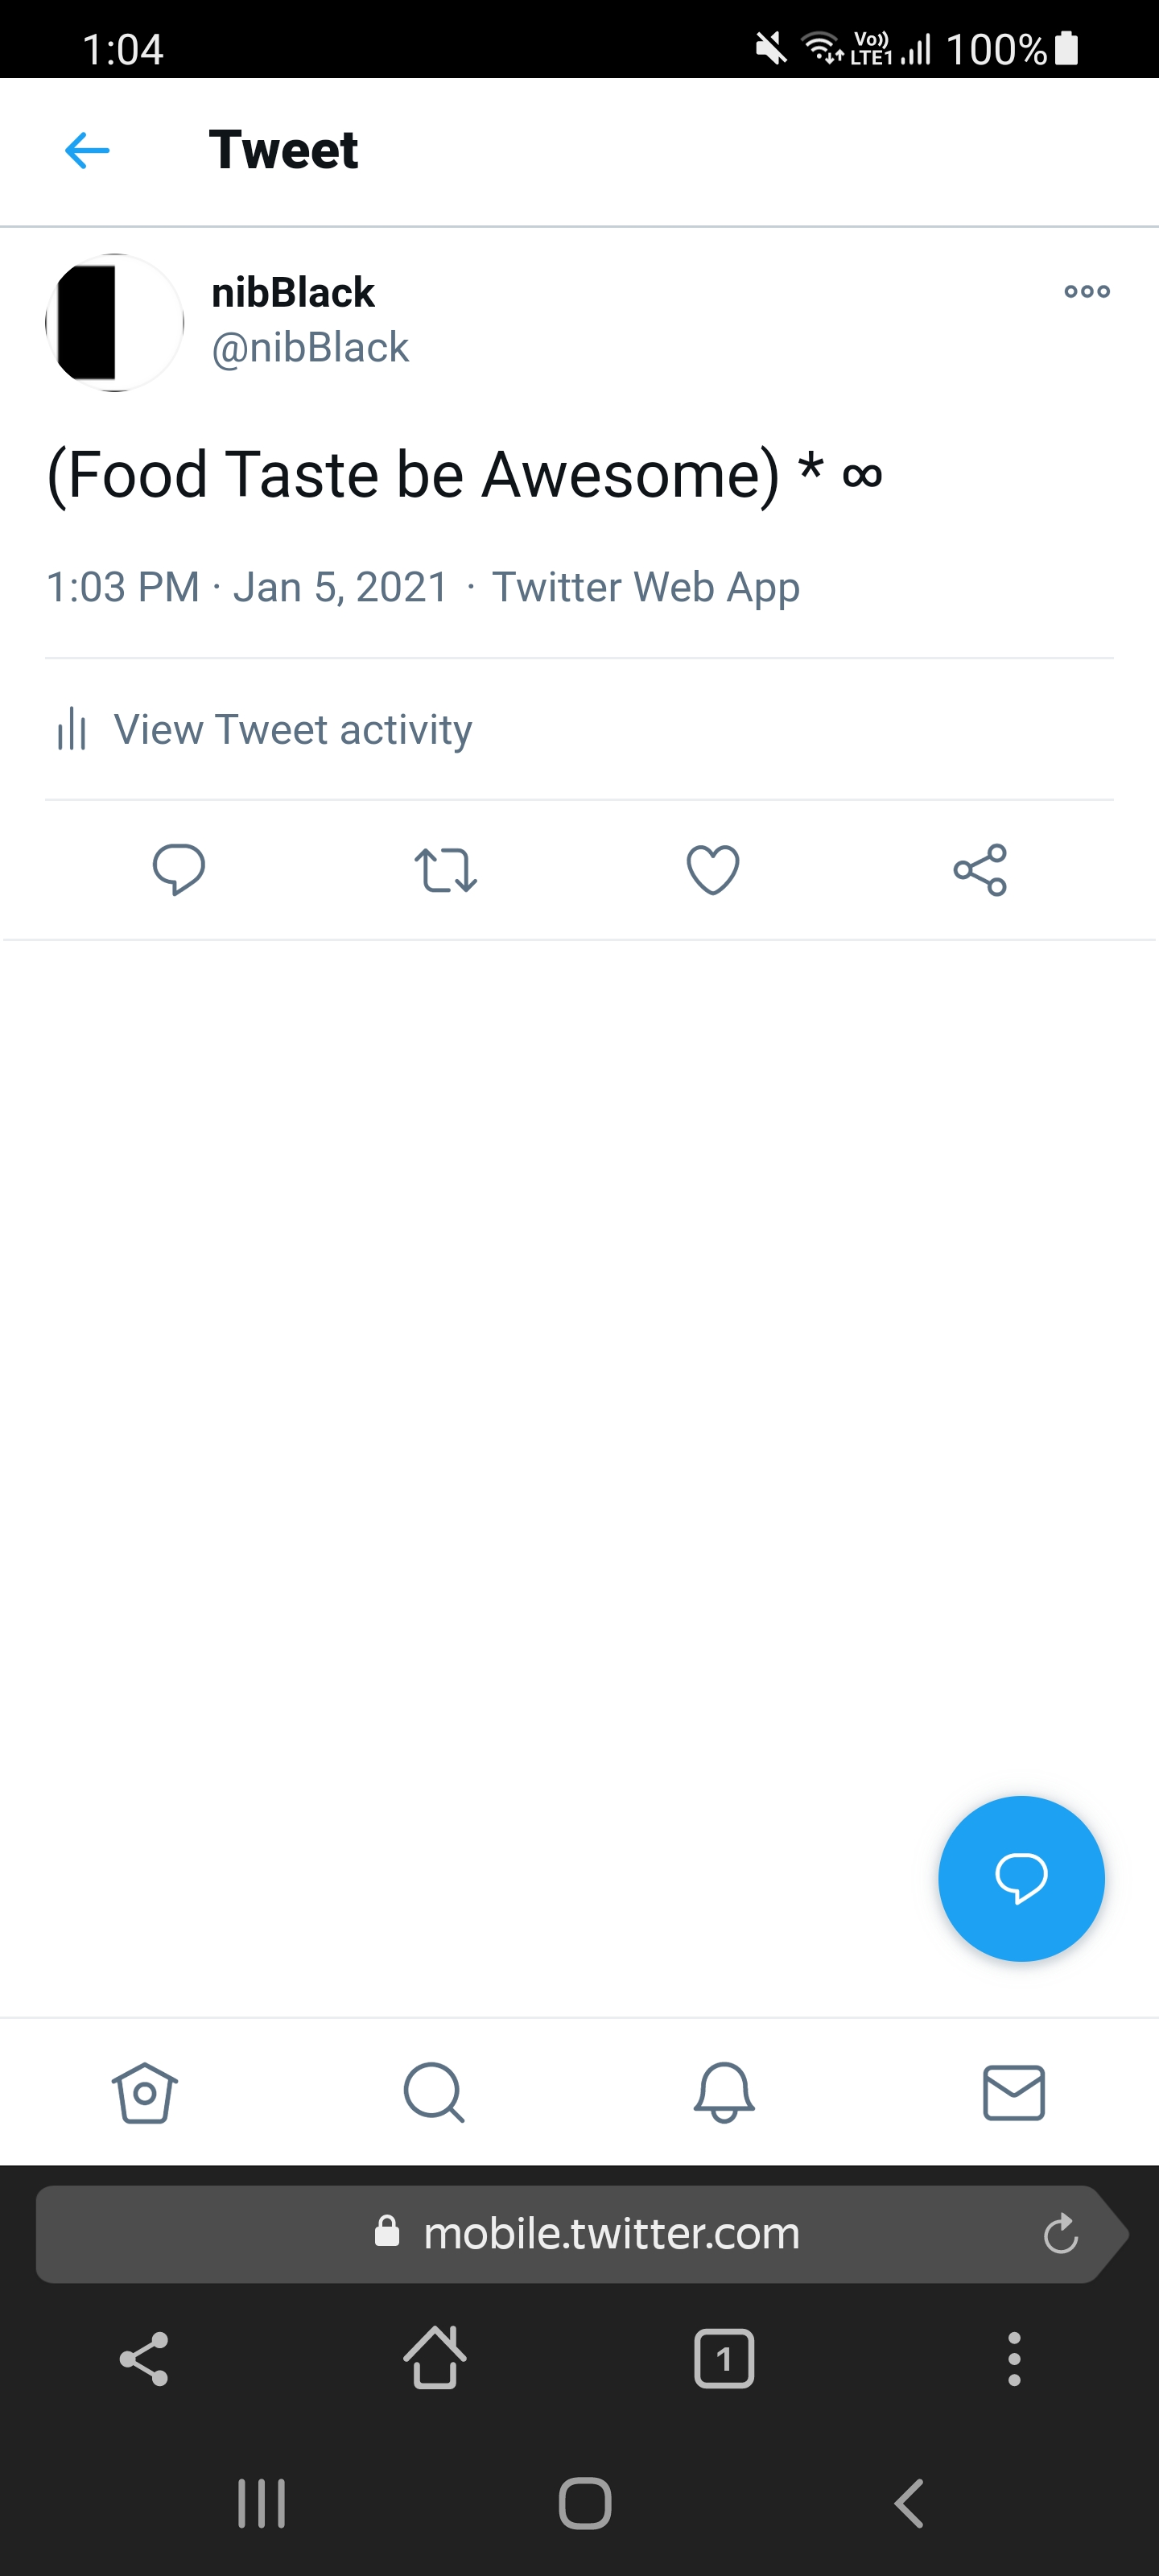 1:04 Vo)) LTE1 100%
Tweet
nibBlack
@nibBlack
(Food Taste be Awesome) * ∞
1:03 PM · Jan 5, 2021 · Twitter Web App
View Tweet activity
mobile.twitter.com
1